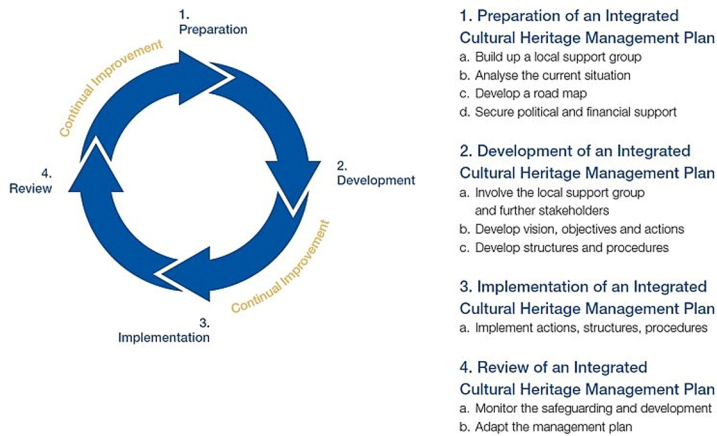 1.
Preparation
Continual Improvement
2.
Development
Continual Improvement
3.
Implementation
4.
Review
1. Preparation of an Integrated
Cultural Heritage Management Plan
a. Build up a local support group
b. Analyse the current situation
c. Develop a road map
d. Secure political and financial support
2. Development of an Integrated
Cultural Heritage Management Plan
a. Involve the local support group
and further stakeholders
b. Develop vision, objectives and actions
c. Develop structures and procedures
3. Implementation of an Integrated
Cultural Heritage Management Plan
a. Implement actions, structures, procedures
4. Review of an Integrated
Cultural Heritage Management Plan
a. Monitor the safeguarding and development
b. Adapt the management plan